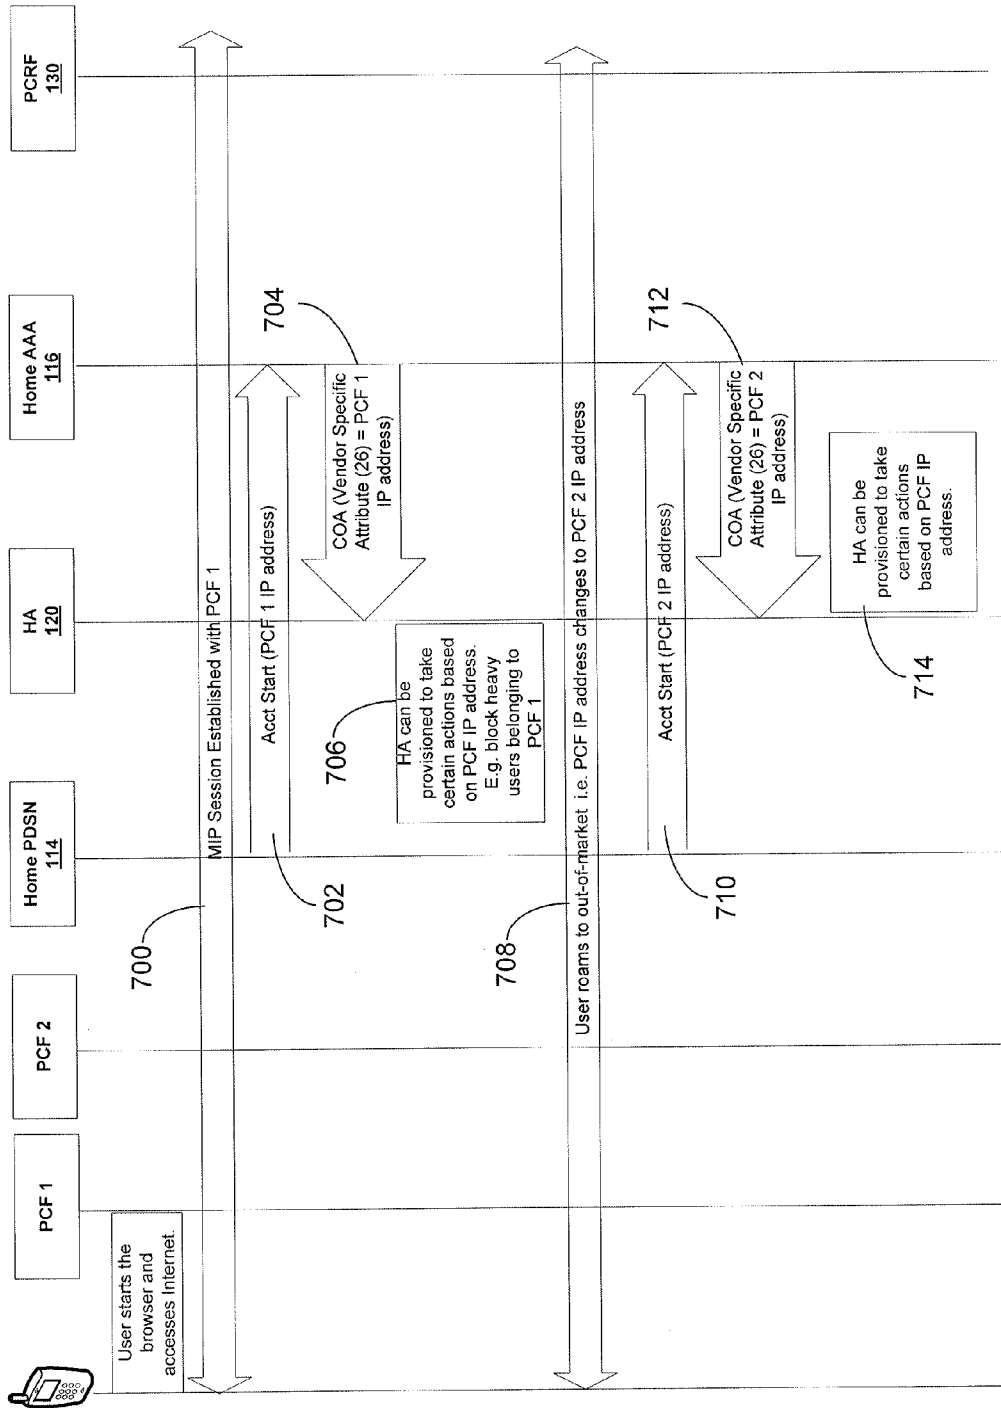 PCF 1
PCF 2
Home PDSN
114
HA
120
Home AAA
116
PCRF
130
User starts the
browser and
accesses Internet.
700
MIP Session Established with PCF 1
702
Acct Start (PCF 1 IP address)
704
COA (Vendor Specific
Attribute (26) = PCF 1
IP address)
706
HA can be
provisioned to take
certain actions based
on PCF IP address.
E.g. block heavy
users belonging to
PCF 1
708
User roams to out-of-market i.e. PCF IP address changes to PCF 2 IP address
710
Acct Start (PCF 2 IP address)
712
COA (Vendor Specific
Attribute (26) = PCF 2
IP address)
714
HA can be
provisioned to take
certain actions
based on PCF IP
address.